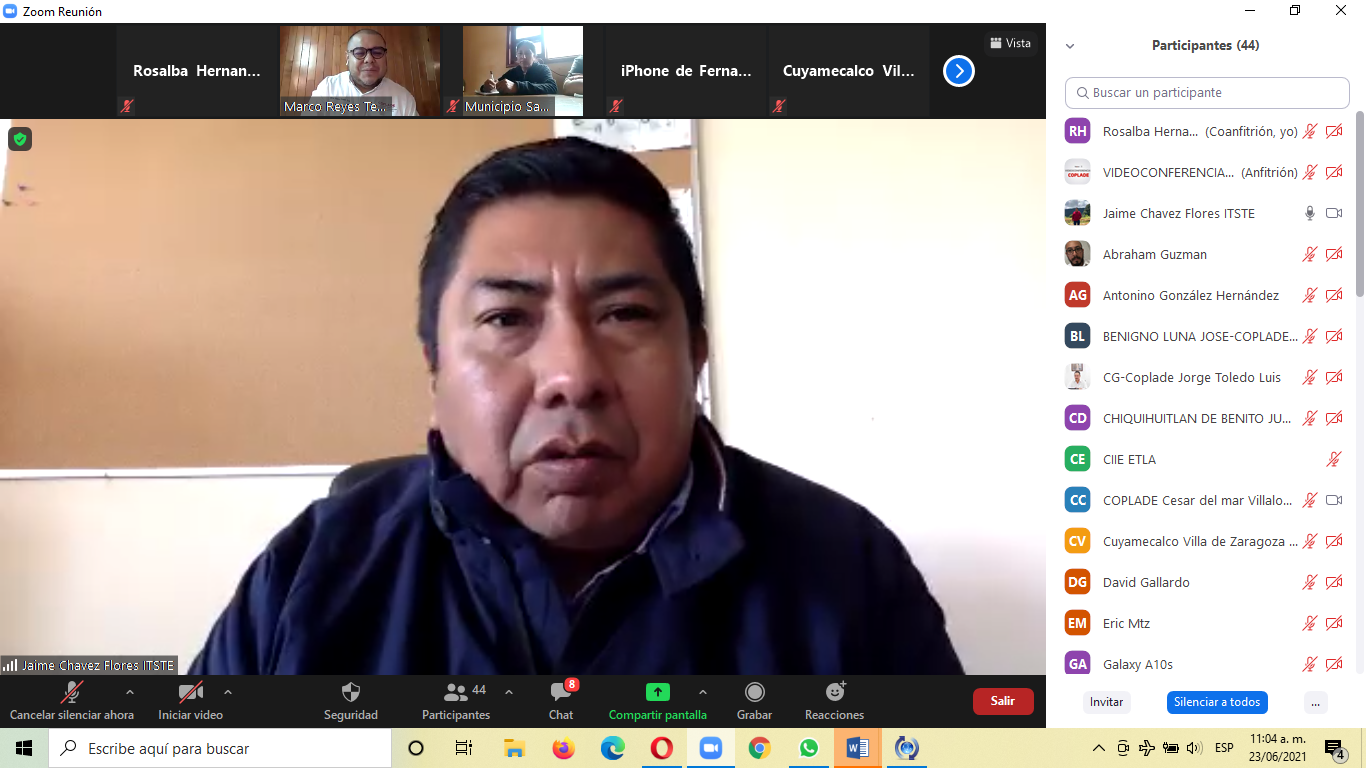 Zoom Reunión
Rosalba Hernan...
Marco Reyes Te...
Municipio Sa...
iPhone de Ferna...
Cuyamecalco Vil...
Vista
Jaime Chavez Flores ITSTE
Participantes (44)
Buscar un participante
RH Rosalba Herna... (Coanfitrión, yo)
COPLADE VIDEOCONFERENCIA... (Anfitrión)
Jaime Chavez Flores ITSTE
Abraham Guzman
AG Antonino González Hernández
BL BENIGNO LUNA JOSE-COPLADE...
CG-Coplade Jorge Toledo Luis
CD CHIQUIHUITLAN DE BENITO JU...
CE CIIE ETLA
CC COPLADE Cesar del mar Villalo...
CV Cuyamecalco Villa de Zaragoza ...
DG David Gallardo
EM Eric Mtz
GA Galaxy A10s
Invitar Silenciar a todos ...
44 8
Cancelar silenciar ahora Iniciar video Seguridad Participantes Chat Compartir pantalla Grabar Reacciones Salir
Escribe aquí para buscar
ESP
11:04 a. m.
23/06/2021
4